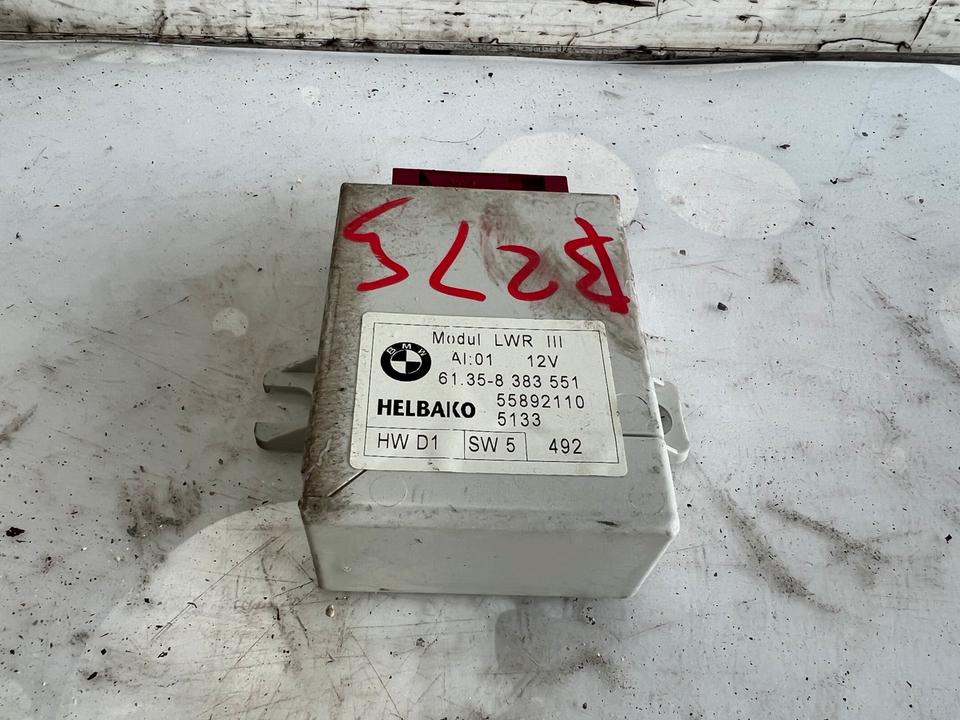 Modul LWR III
AI:01 12V
BMW
61.35-8 383 551
HELBAKO 55892110
5133
HW D1 SW 5 492